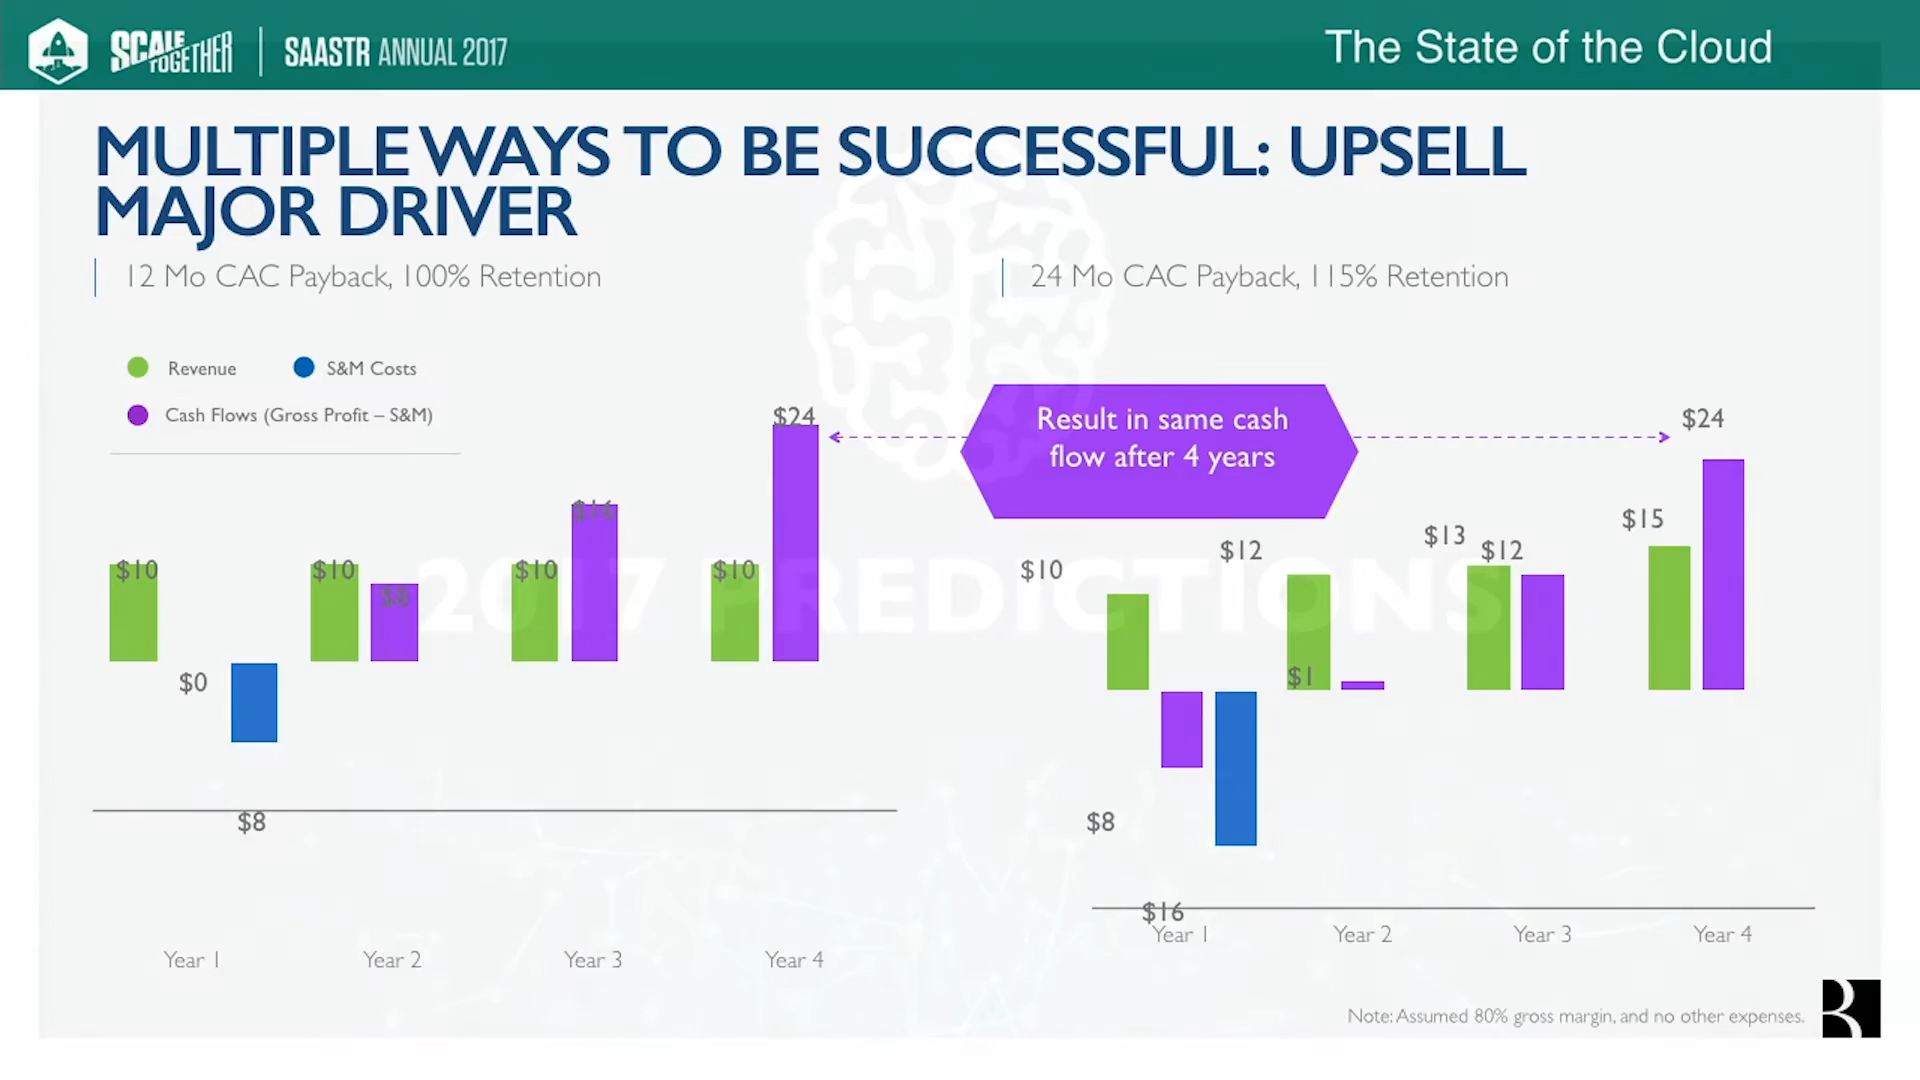 SCALE
TOGETHER
SAASTR ANNUAL 2017
The State of the Cloud
MULTIPLE WAYS TO BE SUCCESSFUL: UPSELL
MAJOR DRIVER
12 Mo CAC Payback, 100% Retention
24 Mo CAC Payback, 115% Retention
Revenue
S&M Costs
Cash Flows (Gross Profit – S&M)
Result in same cash
flow after 4 years
$10
$0
$8
$10
$8
$10
$16
$10
$24
Year 1
Year 2
Year 3
Year 4
$10
$8
$16
$12
$1
$13
$12
$15
$24
Year 1
Year 2
Year 3
Year 4
2017 PREDICTIONS
Note: Assumed 80% gross margin, and no other expenses.
B